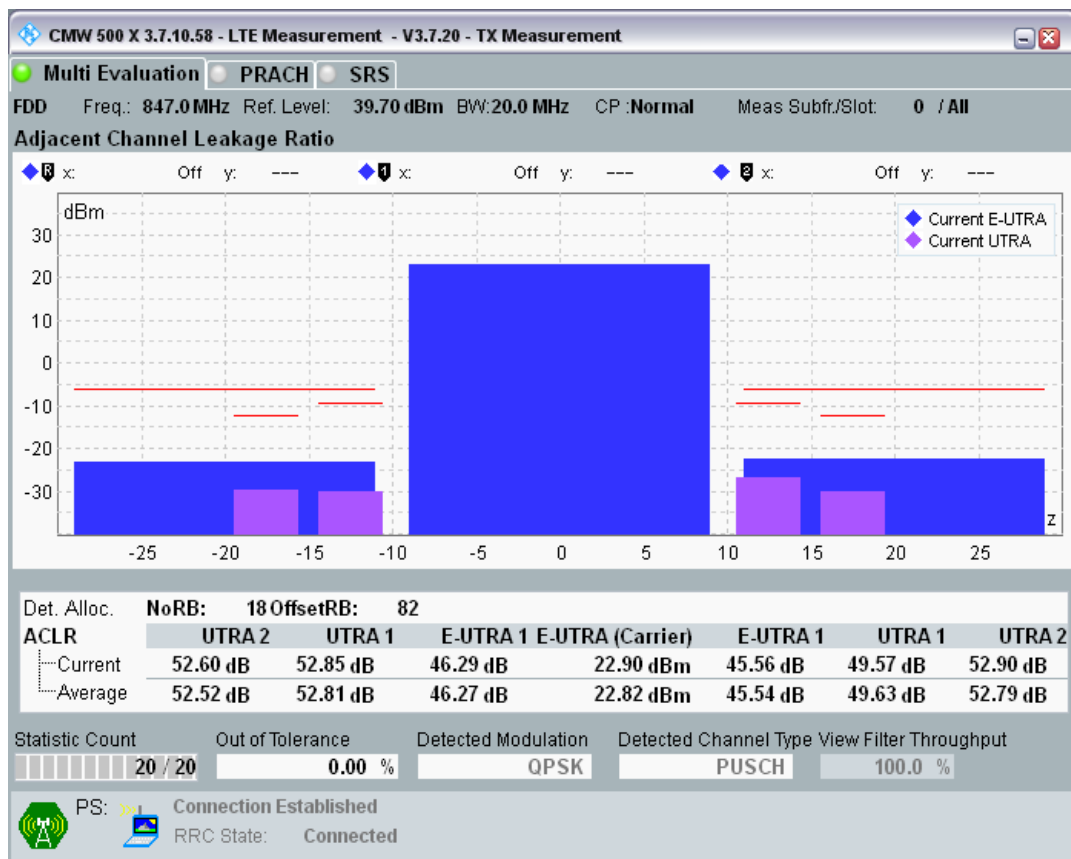 CMW 500 X 3.7.10.58 - LTE Measurement - V3.7.20 - TX Measurement
Multi Evaluation PRACH SRS
FDD Freq.: 847.0 MHz Ref. Level: 39.70 dBm BW:20.0 MHz CP :Normal Meas Subfr./Slot: 0 / All
Adjacent Channel Leakage Ratio
R x: Off y: --- 1 x: Off y: --- 2 x: Off y: ---
dBm
Current E-UTRA
Current UTRA
30
20
10
0
-10
-20
-30
z
-25 -20 -15 -10 -5 0 5 10 15 20 25
Det. Alloc. NoRB: 18 OffsetRB: 82
ACLR UTRA 2 UTRA 1 E-UTRA 1 E-UTRA (Carrier) E-UTRA 1 UTRA 1 UTRA 2
Current 52.60 dB 52.85 dB 46.29 dB 22.90 dBm 45.56 dB 49.57 dB 52.90 dB
Average 52.52 dB 52.81 dB 46.27 dB 22.82 dBm 45.54 dB 49.63 dB 52.79 dB
Statistic Count Out of Tolerance Detected Modulation Detected Channel Type View Filter Throughput
20 / 20 0.00 % QPSK PUSCH 100.0 %
PS: Connection Established
RRC State: Connected